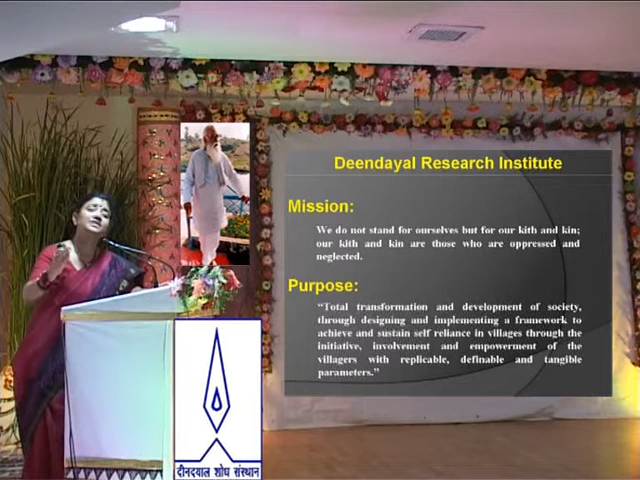 Deendayal Research Institute
Mission:
We do not stand for ourselves but for our kith and kin;
our kith and kin are those who are oppressed and
neglected.
Purpose:
“Total transformation and development of society,
through designing and implementing a framework to
achieve and sustain self reliance in villages through the
initiative, involvement and empowerment of the
villagers with replicable, definable and tangible
parameters.”
दीनदयाल शोध संस्थान